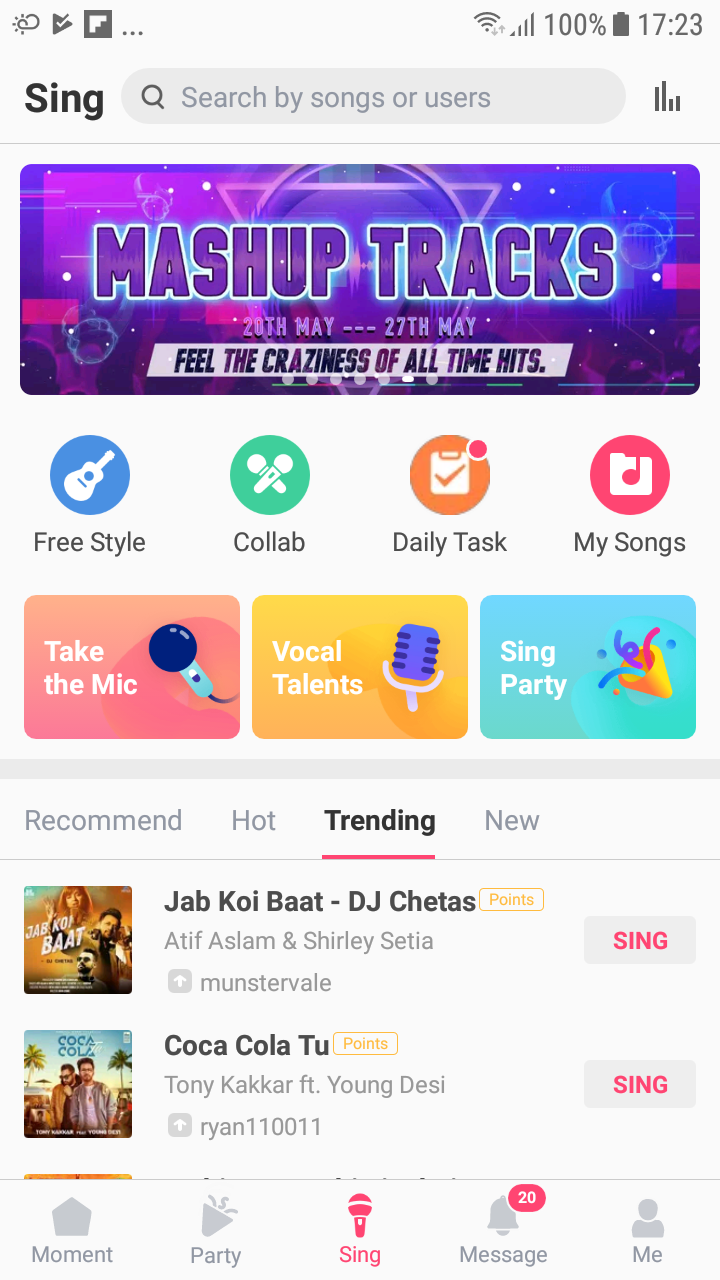 ... 100% 17:23
Sing Search by songs or users
MASHUP TRACKS
20TH MAY --- 27TH MAY
FEEL THE CRAZINESS OF ALL TIME HITS.
Free Style Collab Daily Task My Songs
Take
the Mic
Vocal
Talents
Sing
Party
Recommend Hot Trending New
JAB KOI
BAAT
DJ CHETAS
Jab Koi Baat - DJ Chetas Points
Atif Aslam & Shirley Setia
munstervale
SING
COCA
COLA
TONY KAKKAR FEAT. YOUNG DESI
Coca Cola Tu Points
Tony Kakkar ft. Young Desi
ryan110011
SING
20
Moment Party Sing Message Me